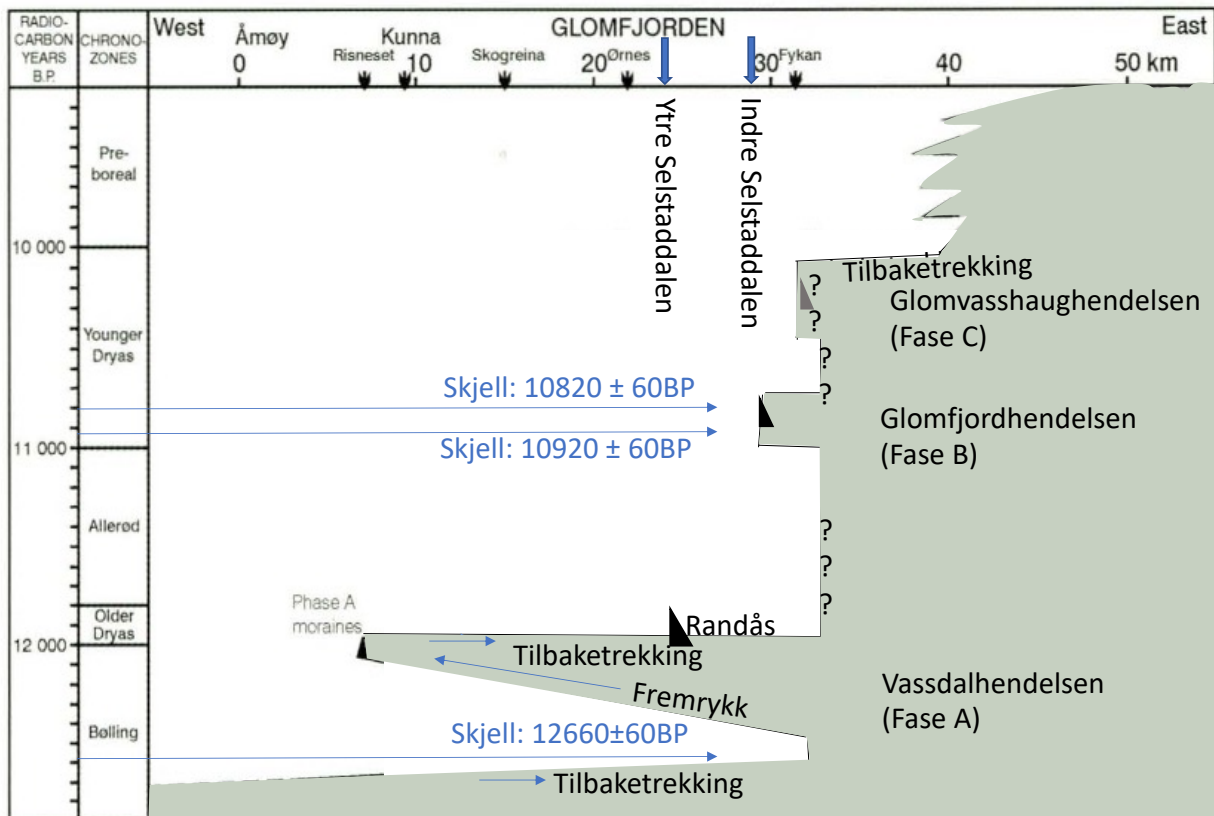 RADIO-
CARBON
YEARS
B.P.
CHRONO-
ZONES
West
Åmøy
Kunna
GLOMFJORDEN
East
Risneset
Skogreina
Ørnes
Fykan
0
10
20
30
40
50 km
Ytre Selstaddalen
Indre Selstaddalen
Pre-
boreal
10 000
Tilbaketrekking
?
Glomvasshaughendelsen
(Fase C)
?
Younger
Dryas
?
?
Skjell: 10820 ± 60BP
Glomfjordhendelsen
(Fase B)
Skjell: 10920 ± 60BP
11 000
Allerød
?
?
?
Phase A
moraines
Older
Dryas
Randås
12 000
Tilbaketrekking
Fremrykk
Vassdalhendelsen
(Fase A)
Bølling
Skjell: 12660±60BP
Tilbaketrekking